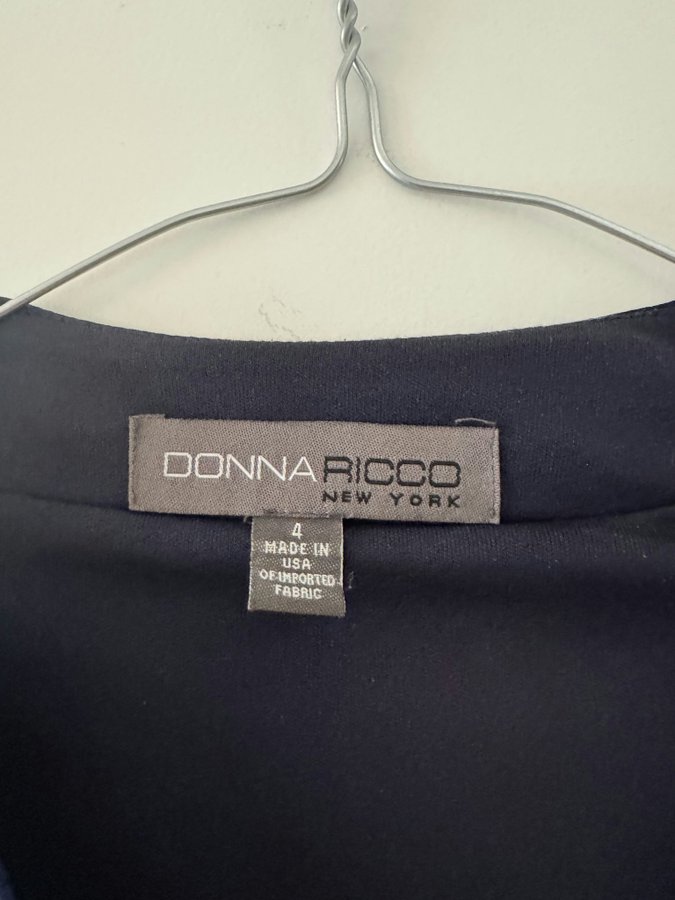 DONNA RICCO
NEW YORK
4
MADE IN
USA
OF IMPORTED
FABRIC